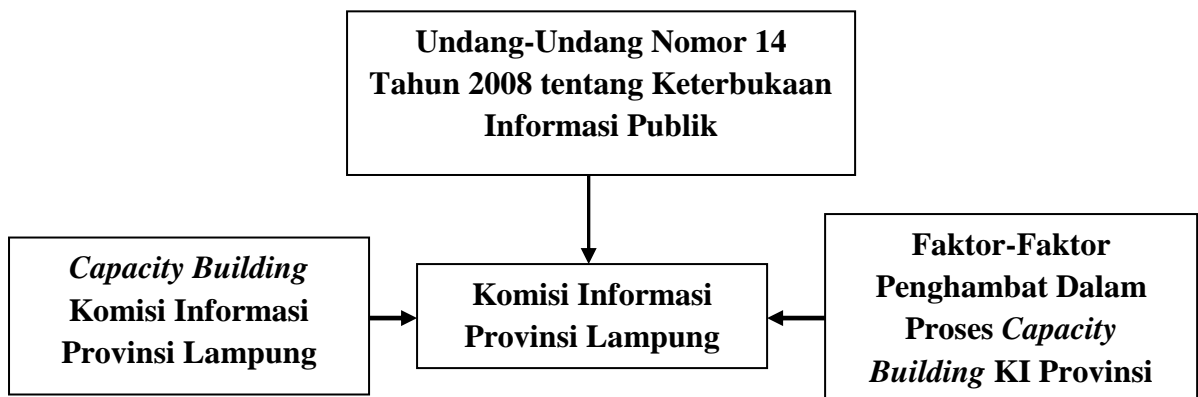 Undang-Undang Nomor 14
Tahun 2008 tentang Keterbukaan
Informasi Publik
Capacity Building
Komisi Informasi
Provinsi Lampung
Komisi Informasi
Provinsi Lampung
Faktor-Faktor
Penghambat Dalam
Proses Capacity
Building KI Provinsi